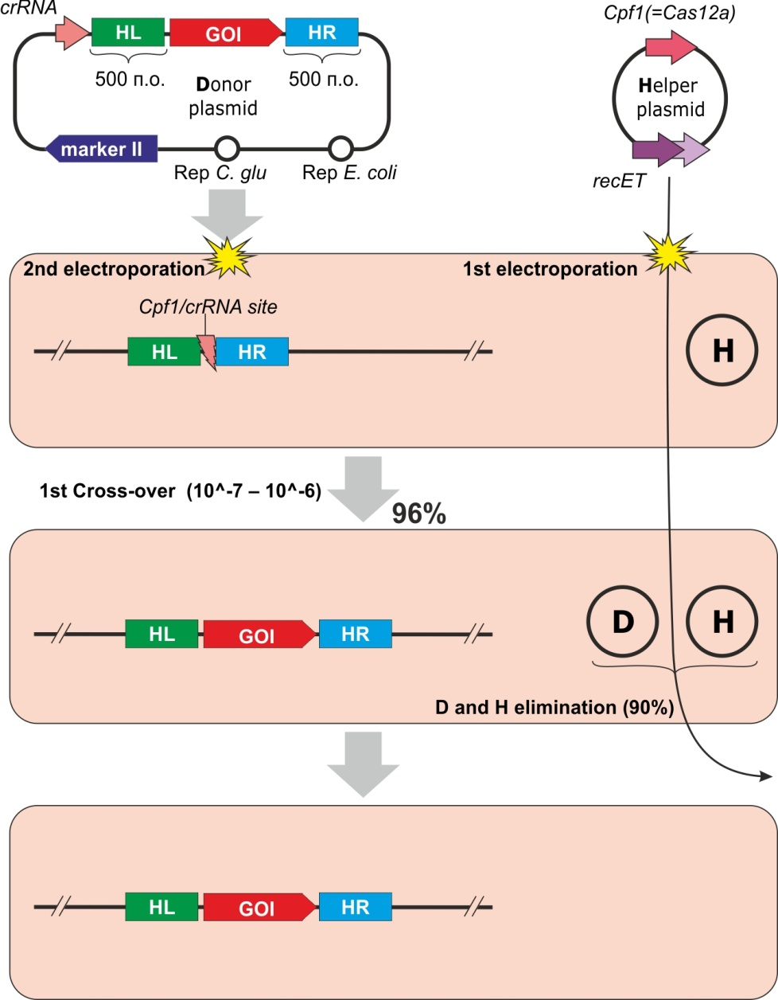 crRNA
HL
GOI
HR
500 п.о.
Donor
plasmid
500 п.о.
marker II
Rep C. glu
Rep E. coli
Cpf1(=Cas12a)
Helper
plasmid
recET
2nd electroporation
1st electroporation
Cpf1/crRNA site
HL
HR
H
1st Cross-over (10^-7 – 10^-6)
96%
HL
GOI
HR
D
H
D and H elimination (90%)
HL
GOI
HR